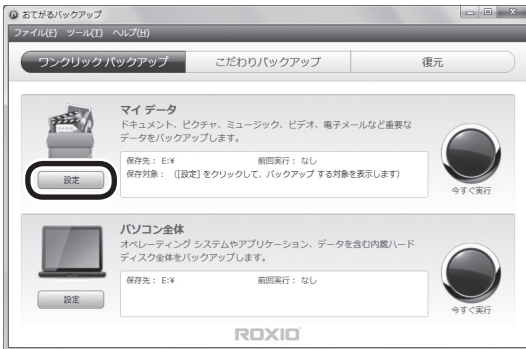 おてがるバックアップ
ファイル(F) ツール(T) ヘルプ(H)
ワンクリックバックアップ こだわりバックアップ 復元
マイ データ
ドキュメント、ピクチャ、ミュージック、ビデオ、電子メールなど重要な
データをバックアップします。
保存先： E:¥ 前回実行： なし
保存対象： （[設定] をクリックして、バックアップ する対象を表示します）
設定
今すぐ実行
パソコン全体
オペレーティング システムやアプリケーション、データを含む内蔵ハード
ディスク全体をバックアップします。
保存先： E:¥ 前回実行： なし
設定
今すぐ実行
ROXIO